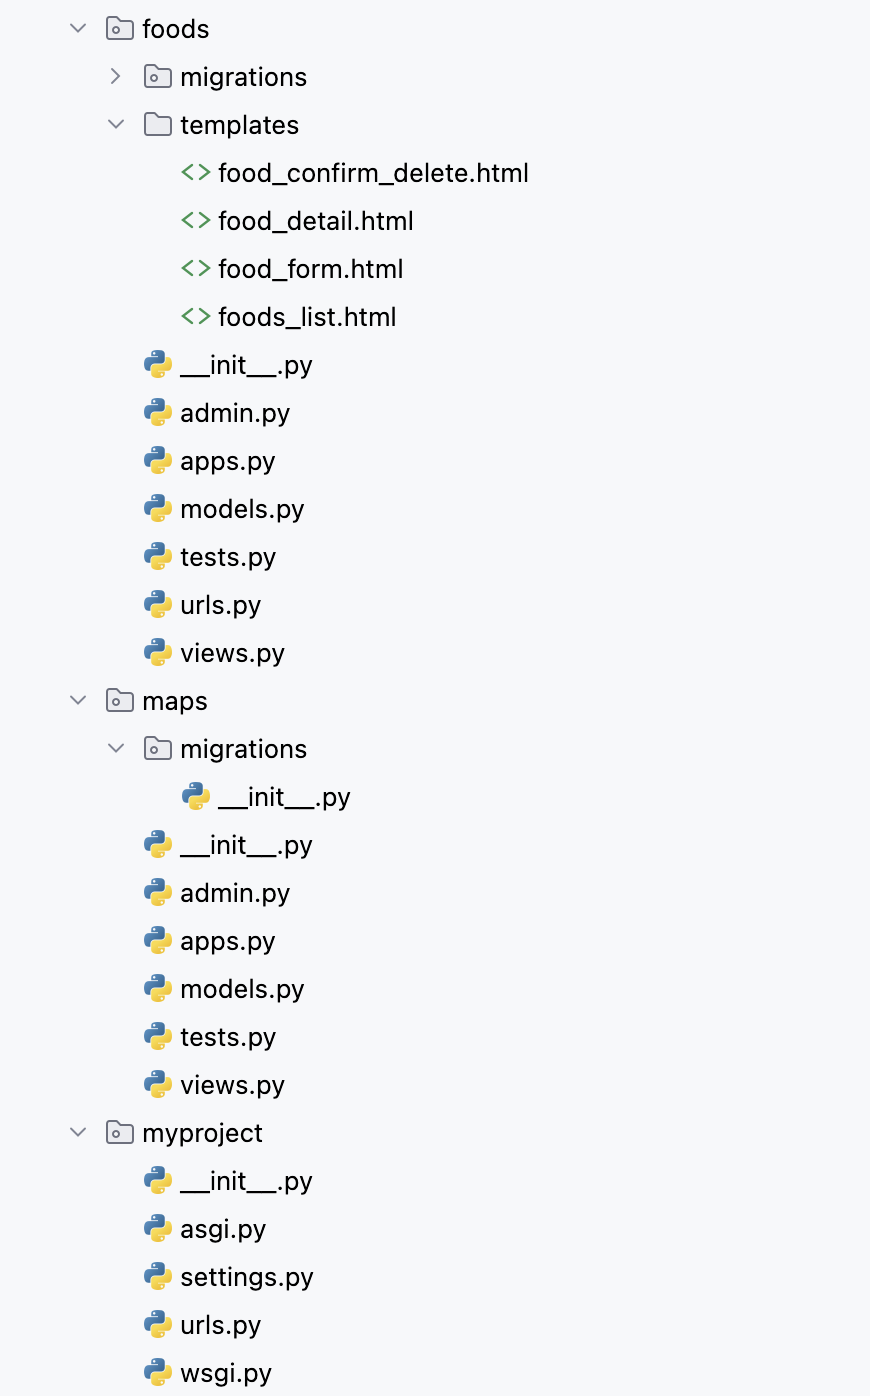 foods
migrations
templates
food_confirm_delete.html
food_detail.html
food_form.html
foods_list.html
__init__.py
admin.py
apps.py
models.py
tests.py
urls.py
views.py
maps
migrations
__init__.py
__init__.py
admin.py
apps.py
models.py
tests.py
views.py
myproject
__init__.py
asgi.py
settings.py
urls.py
wsgi.py